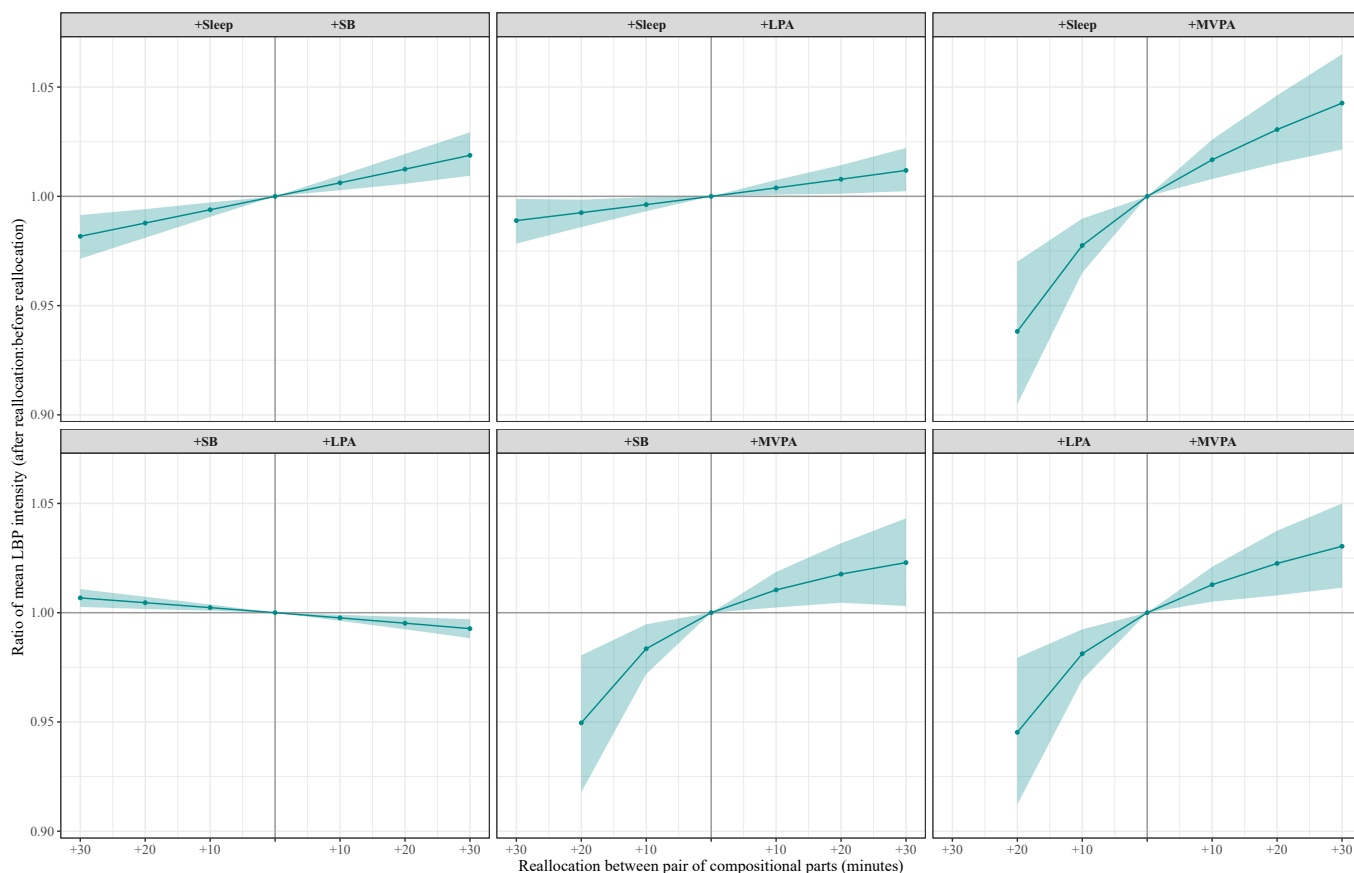 +Sleep +SB
+Sleep +LPA
+Sleep +MVPA
1.05
1.00
0.95
0.90
+SB +LPA
+SB +MVPA
+LPA +MVPA
1.05
1.00
0.95
0.90
Ratio of mean LBP intensity (after reallocation:before reallocation)
+30 +20 +10 +10 +20 +30
+30 +20 +10 +10 +20 +30
+30 +20 +10 +10 +20 +30
Reallocation between pair of compositional parts (minutes)